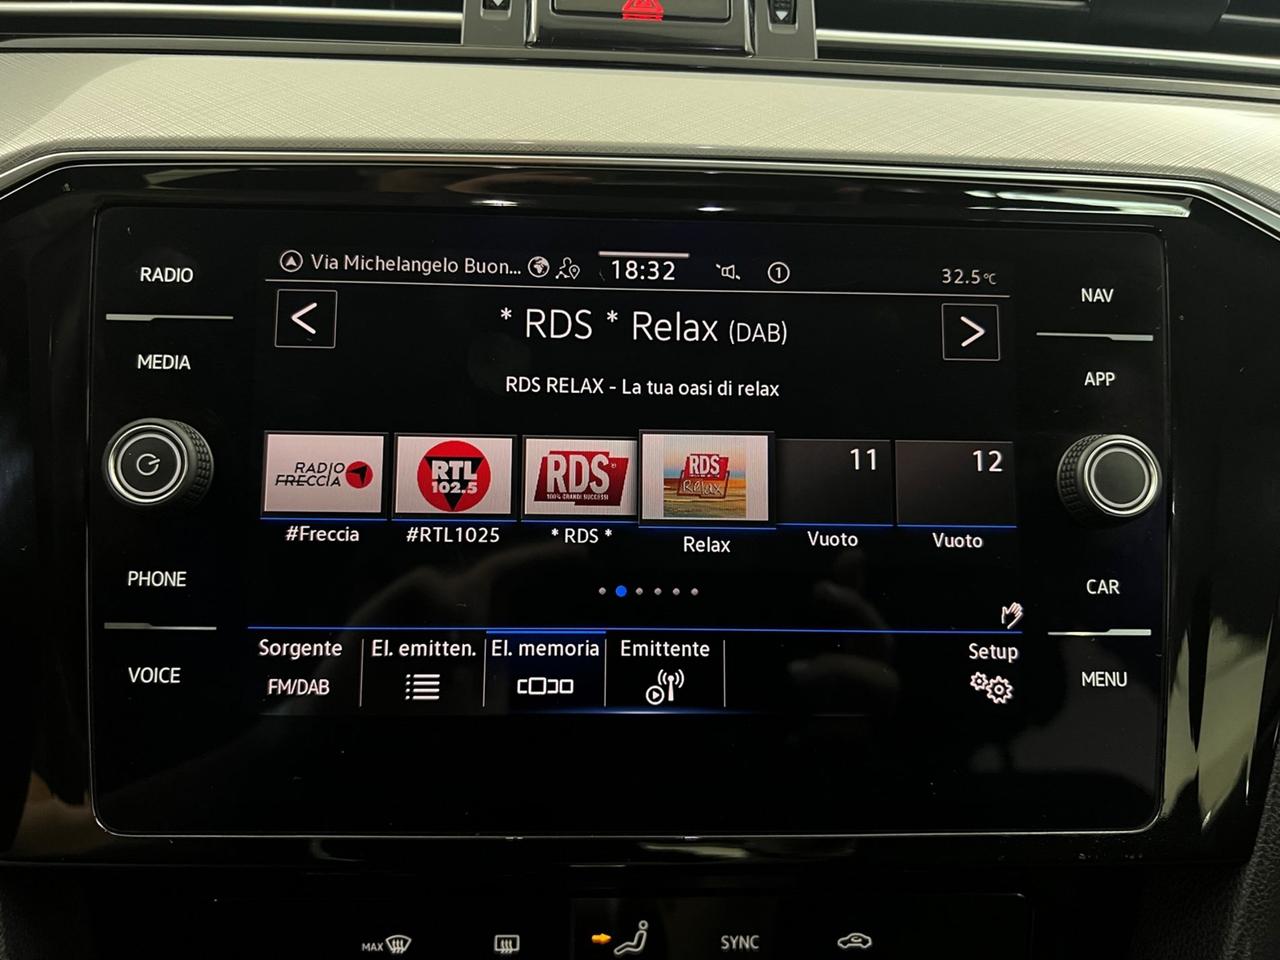 RADIO
MEDIA
PHONE
VOICE
Via Michelangelo Buon...
18:32
1
32.5°C
<
* RDS * Relax (DAB)
>
RDS RELAX - La tua oasi di relax
RADIO
FRECCIA
RTL
102.5
RDS
100% GRANDI SUCCESSI
RDS
Relax
11
12
#Freccia
#RTL1025
* RDS *
Relax
Vuoto
Vuoto
Sorgente
FM/DAB
El. emitten.
El. memoria
Emittente
Setup
NAV
APP
CAR
MENU
MAX
SYNC